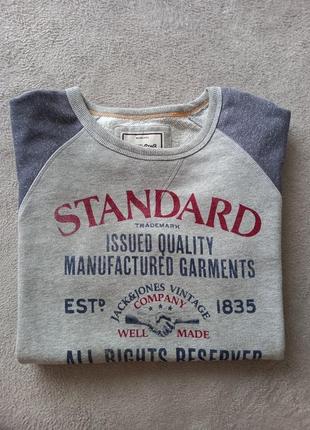 STANDARD
TRADEMARK
ISSUED QUALITY
MANUFACTURED GARMENTS
ESTD 1835
JACK&JONES VINTAGE
COMPANY
WELL MADE
ALL RIGHTS RESERVED